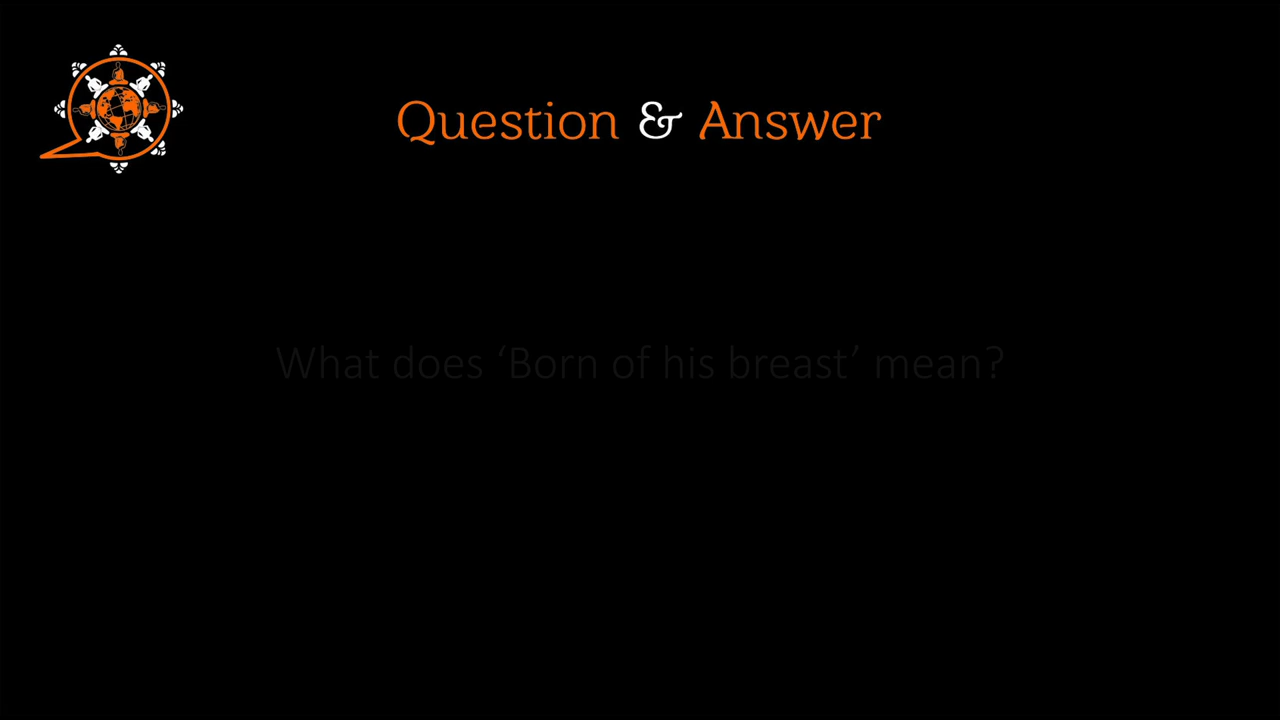 Question & Answer
What does ‘Born of his breast’ mean?